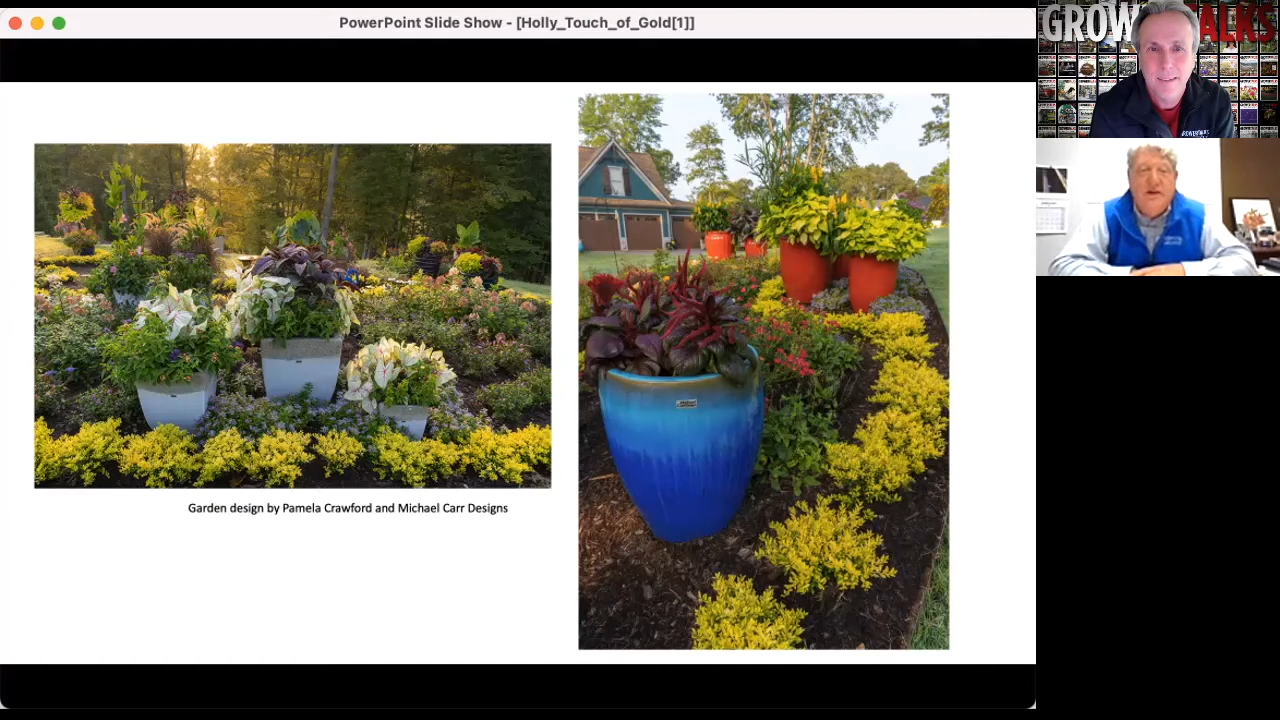 PowerPoint Slide Show - [Holly_Touch_of_Gold[1]]
Garden design by Pamela Crawford and Michael Carr Designs